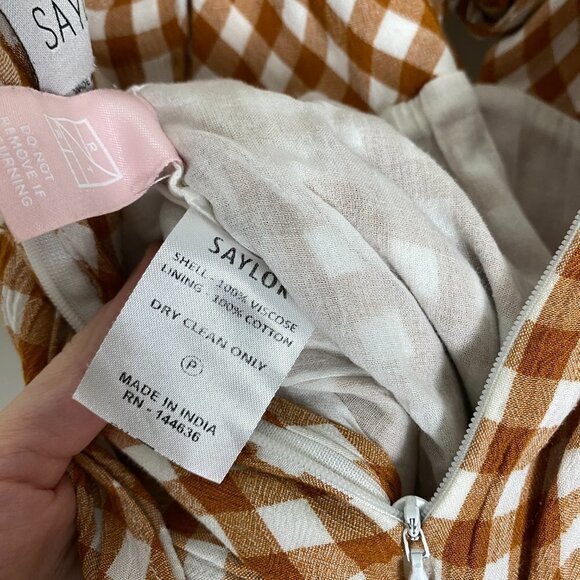 SAY
DO NOT
REMOVE IF
RETURNING
B
R
SAYLOR
SHELL - 100% VISCOSE
LINING - 100% COTTON
DRY CLEAN ONLY
P
MADE IN INDIA
RN - 144636